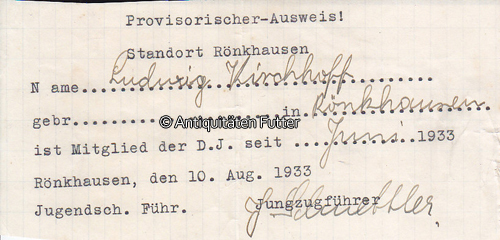 Provisorischer-Ausweis!
Standort Rönkhausen
N ame....Ludwig Kirchhoff....
gebr.................in Rönkhausen
© Antiquitäten Futter
ist Mitglied der D.J. seit ....Juni....1933
Rönkhausen, den 10. Aug. 1933
Jugendsch. Führ. Jungzugführer